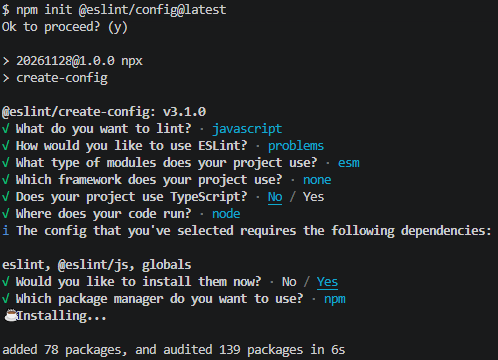 $ npm init @eslint/config@latest
Ok to proceed? (y)
> 20261128@1.0.0 npx
> create-config
@eslint/create-config: v3.1.0
√ What do you want to lint? · javascript
√ How would you like to use ESLint? · problems
√ What type of modules does your project use? · esm
√ Which framework does your project use? · none
√ Does your project use TypeScript? · No / Yes
√ Where does your code run? · node
i The config that you've selected requires the following dependencies:
eslint, @eslint/js, globals
√ Would you like to install them now? · No / Yes
√ Which package manager do you want to use? · npm
☕Installing...
added 78 packages, and audited 139 packages in 6s